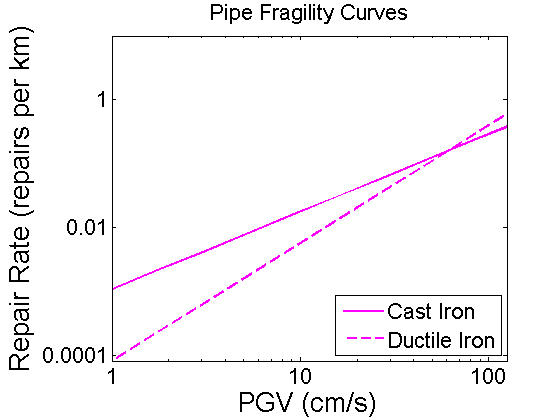 Pipe Fragility Curves
Repair Rate (repairs per km)
1
0.01
0.0001
1
10
100
PGV (cm/s)
Cast Iron
Ductile Iron